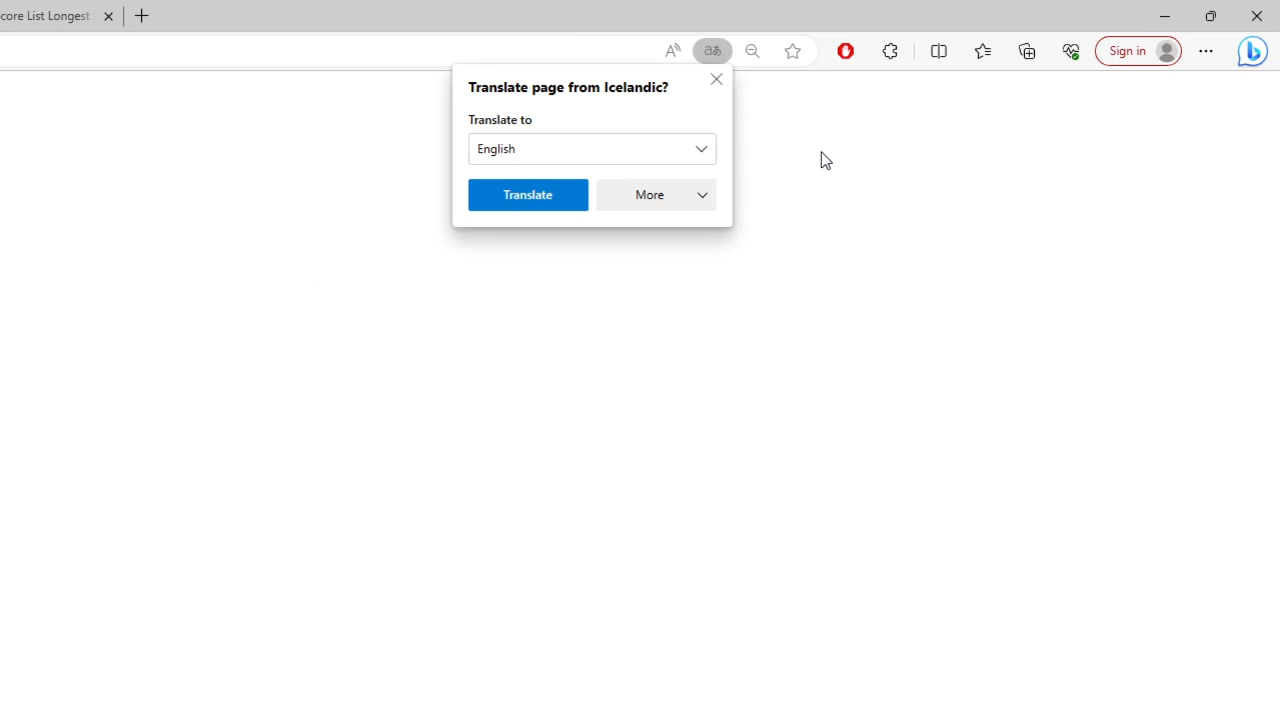 core List Longest
Sign in
Translate page from Icelandic?
Translate to
English
Translate
More